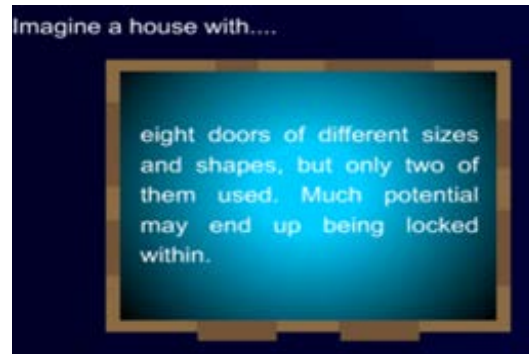 Imagine a house with....
eight doors of different sizes
and shapes, but only two of
them used. Much potential
may end up being locked
within.